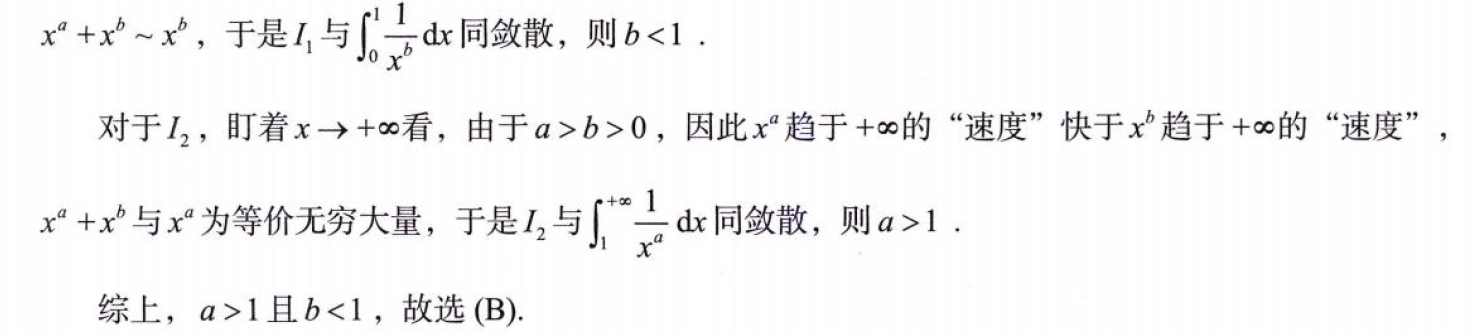 $x^a + x^b \sim x^b$，于是$I_1$与$\int_0^1 \frac{1}{x^b} \mathrm{d}x$同敛散，则$b<1$．
对于$I_2$，盯着$x \to +\infty$看，由于$a>b>0$，因此$x^a$趋于$+\infty$的“速度”快于$x^b$趋于$+\infty$的“速度”，
$x^a + x^b$与$x^a$为等价无穷大量，于是$I_2$与$\int_1^{+\infty} \frac{1}{x^a} \mathrm{d}x$同敛散，则$a>1$．
综上，$a>1$且$b<1$，故选(B).